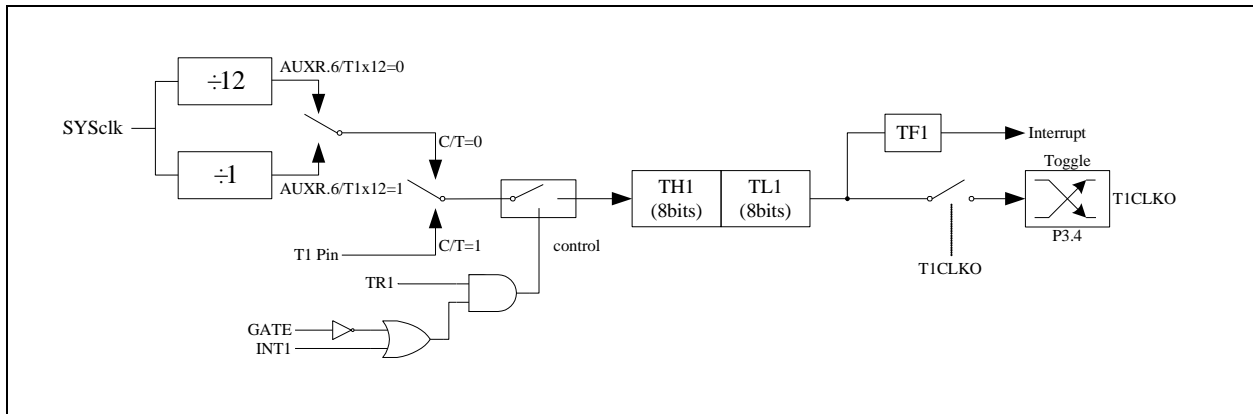 ÷12
AUXR.6/T1x12=0
SYSclk
÷1
AUXR.6/T1x12=1
C/T=0
C/T=1
T1 Pin
control
TR1
GATE
INT1
TH1
(8bits)
TL1
(8bits)
TF1
Interrupt
Toggle
T1CLKO
P3.4
T1CLKO